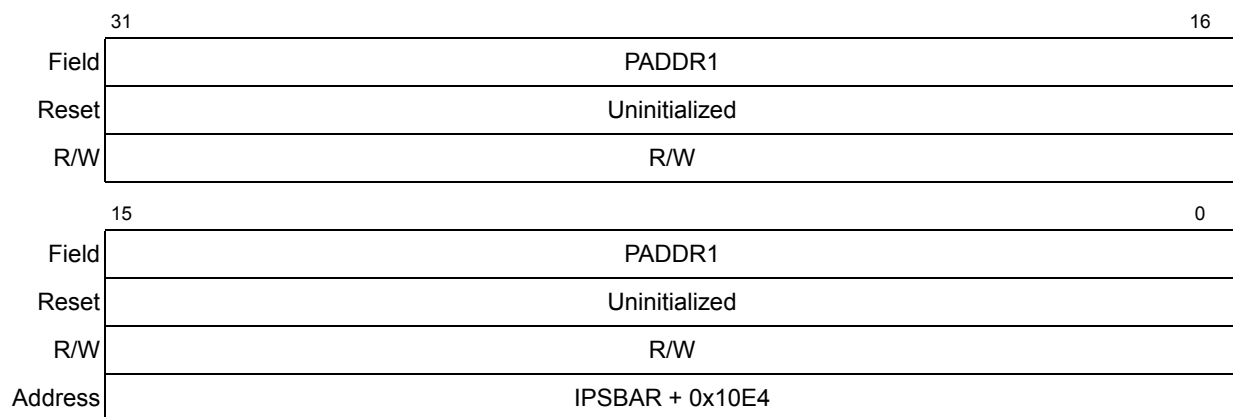 31 16
Field PADDR1
Reset Uninitialized
R/W R/W
15 0
Field PADDR1
Reset Uninitialized
R/W R/W
Address IPSBAR + 0x10E4